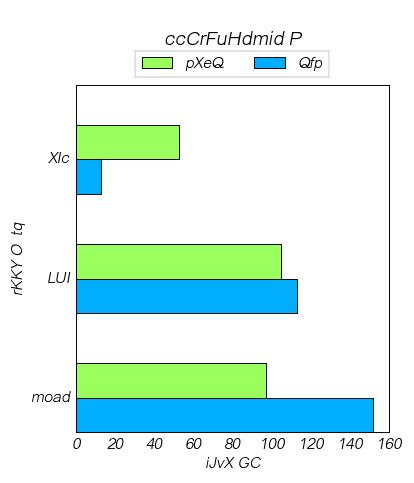 ccCrFuHdmid P
pXeQ Qfp
Xlc
LUI
moad
rKKY O tq
0 20 40 60 80 100 120 140 160
iJvX GC